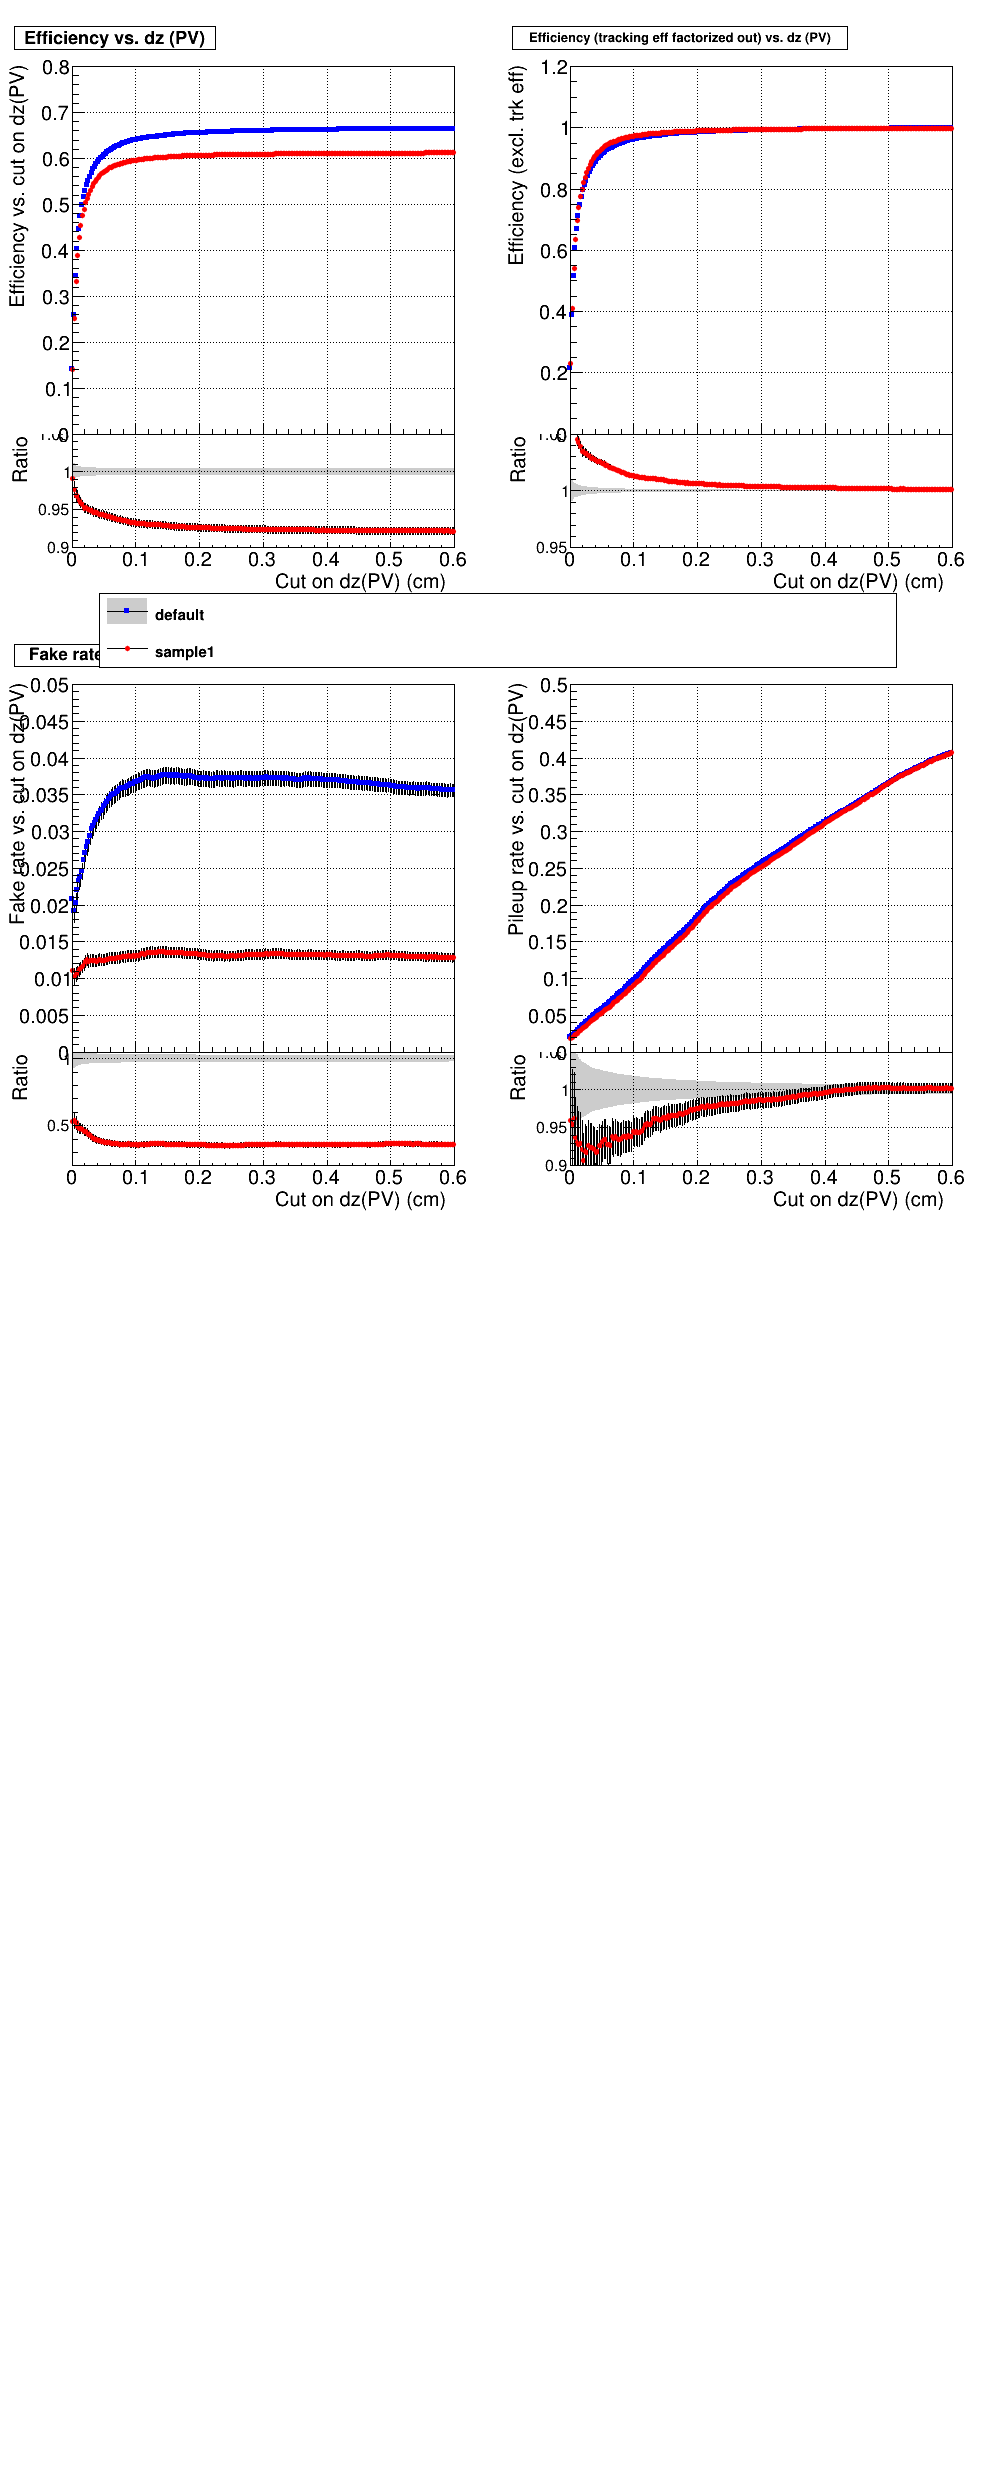 Efficiency vs. dz (PV)
Efficiency (tracking eff factorized out) vs. dz (PV)
Efficiency vs. cut on dz(PV)
0.8
0.7
0.6
0.5
0.4
0.3
0.2
0.1
0
Ratio
1
0.95
0.9
0 0.1 0.2 0.3 0.4 0.5 0.6
Cut on dz(PV) (cm)
Efficiency (excl. trk eff)
1.2
1
0.8
0.6
0.4
0.2
0
Ratio
1
0.95
0 0.1 0.2 0.3 0.4 0.5 0.6
Cut on dz(PV) (cm)
default
sample1
Fake rate
Fake rate vs. cut on dz(PV)
0.05
0.045
0.04
0.035
0.03
0.025
0.02
0.015
0.01
0.005
0
Ratio
0.5
0 0.1 0.2 0.3 0.4 0.5 0.6
Cut on dz(PV) (cm)
Pileup rate vs. cut on dz(PV)
0.5
0.45
0.4
0.35
0.3
0.25
0.2
0.15
0.1
0.05
0
Ratio
1
0.95
0.9
0 0.1 0.2 0.3 0.4 0.5 0.6
Cut on dz(PV) (cm)